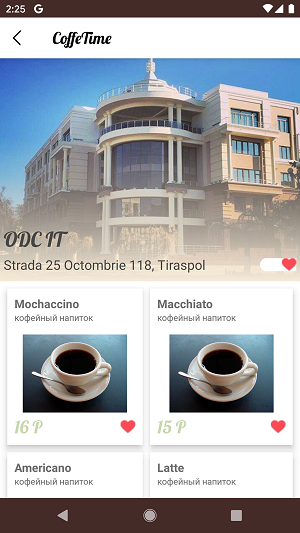 2:25
CoffeTime
ODC IT
Strada 25 Octombrie 118, Tiraspol
Mochaccino
кофейный напиток
16 Р
Macchiato
кофейный напиток
15 Р
Americano
кофейный напиток
Latte
кофейный напиток